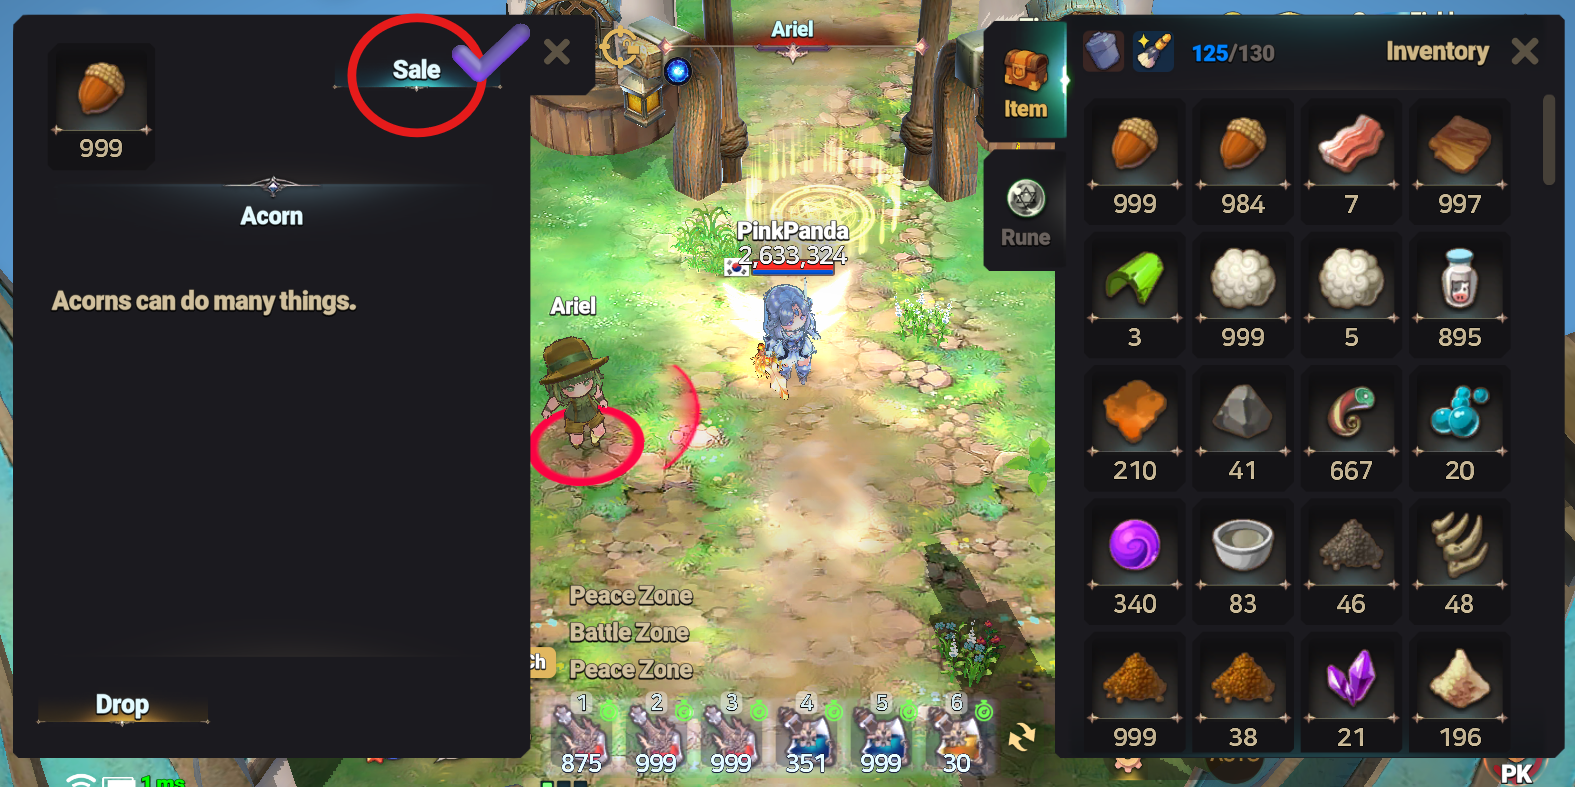 Sale
999
Acorn
Acorns can do many things.
Drop
Ariel
PinkPanda
2,633,324
Ariel
Peace Zone
Battle Zone
Peace Zone
1 2 3 4 5 6
875 999 999 351 999 30
1 ms
Item
Rune
125/130
Inventory
999 984 7 997
3 999 5 895
210 41 667 20
340 83 46 48
999 38 21 196
PK